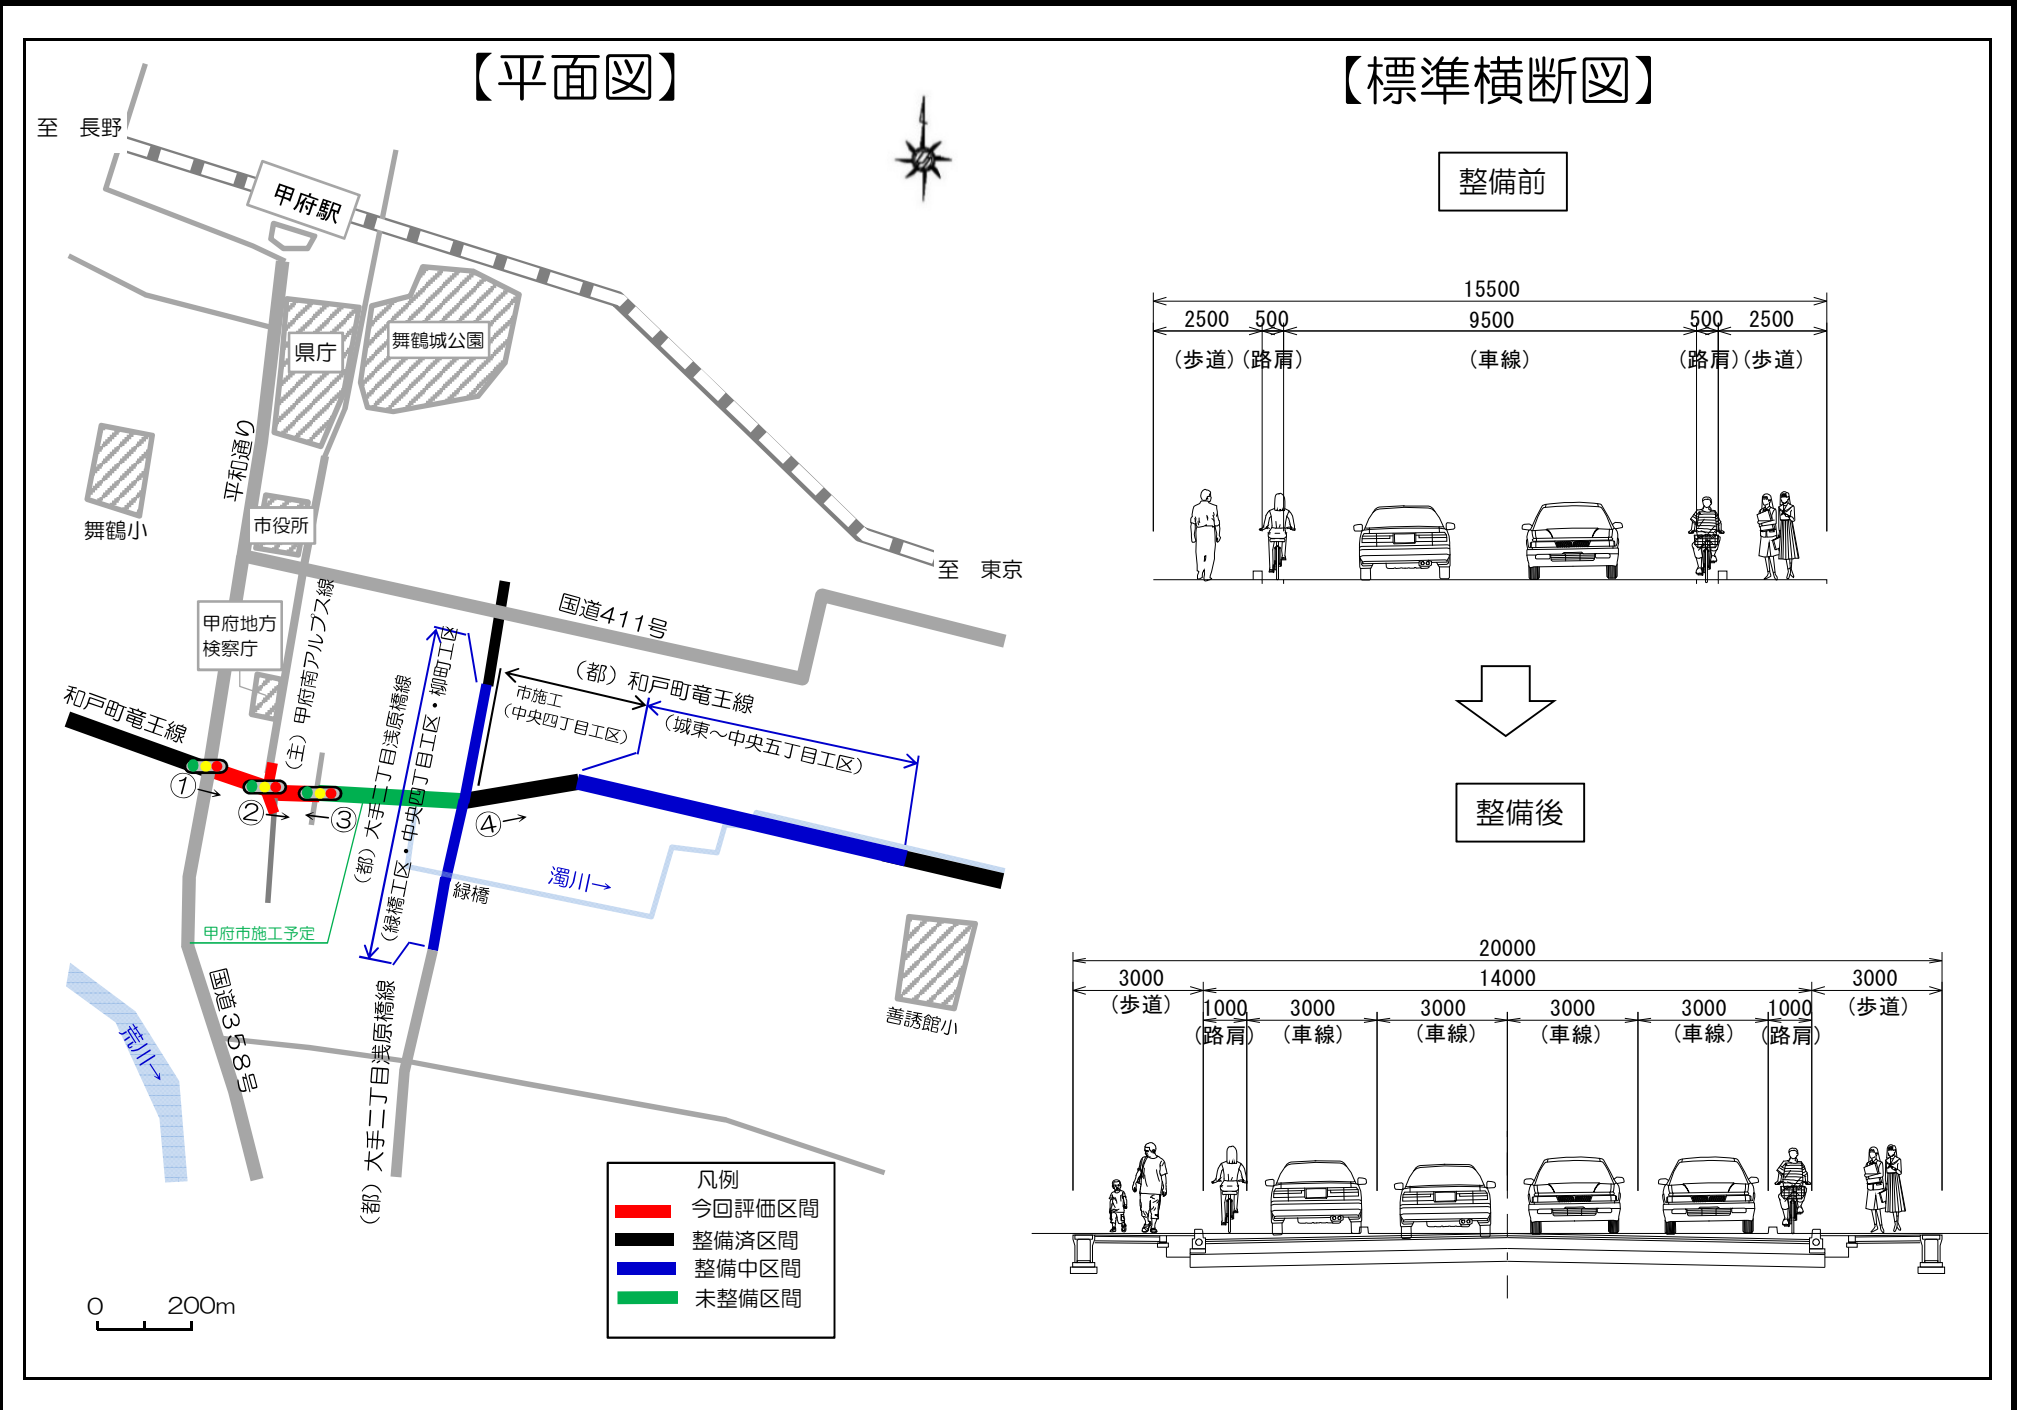 【平面図】
至　長野
甲府駅
県庁
舞鶴城公園
平和通り
舞鶴小
市役所
至　東京
甲府地方
検察庁
国道411号
(主)甲府南アルプス線
和戸町竜王線
(都)和戸町竜王線
市施工
(中央四丁目工区)
(城東～中央五丁目工区)
(都)大手二丁目浅原橋線
(緑橋工区・中央四丁目工区・柳町工区)
①→
②→
←③
④→
濁川→
緑橋
甲府市施工予定
国道358号
荒川→
(都)大手二丁目浅原橋線
善誘館小
凡例
今回評価区間
整備済区間
整備中区間
未整備区間
0　200m
【標準横断図】
整備前
15500
2500 500 9500 500 2500
(歩道)(路肩) (車線) (路肩)(歩道)
整備後
20000
3000 14000 3000
(歩道) (歩道)
1000 3000 3000 3000 3000 1000
(路肩) (車線) (車線) (車線) (車線) (路肩)